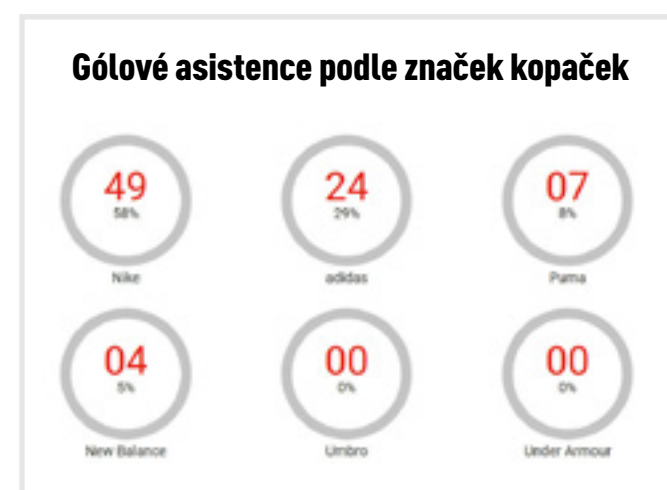 Gólové asistence podle značek kopaček
49 24 07
58% 29% 8%
Nike adidas Puma
04 00 00
5% 0% 0%
New Balance Umbro Under Armour